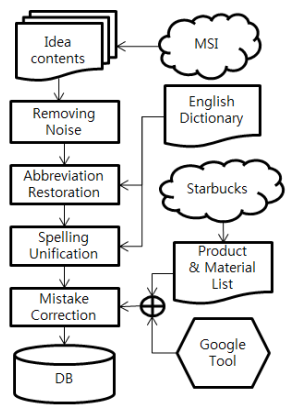 Idea
contents
MSI
Removing
Noise
English
Dictionary
Abbreviation
Restoration
Starbucks
Spelling
Unification
Product
& Material
List
Mistake
Correction
Google
Tool
DB